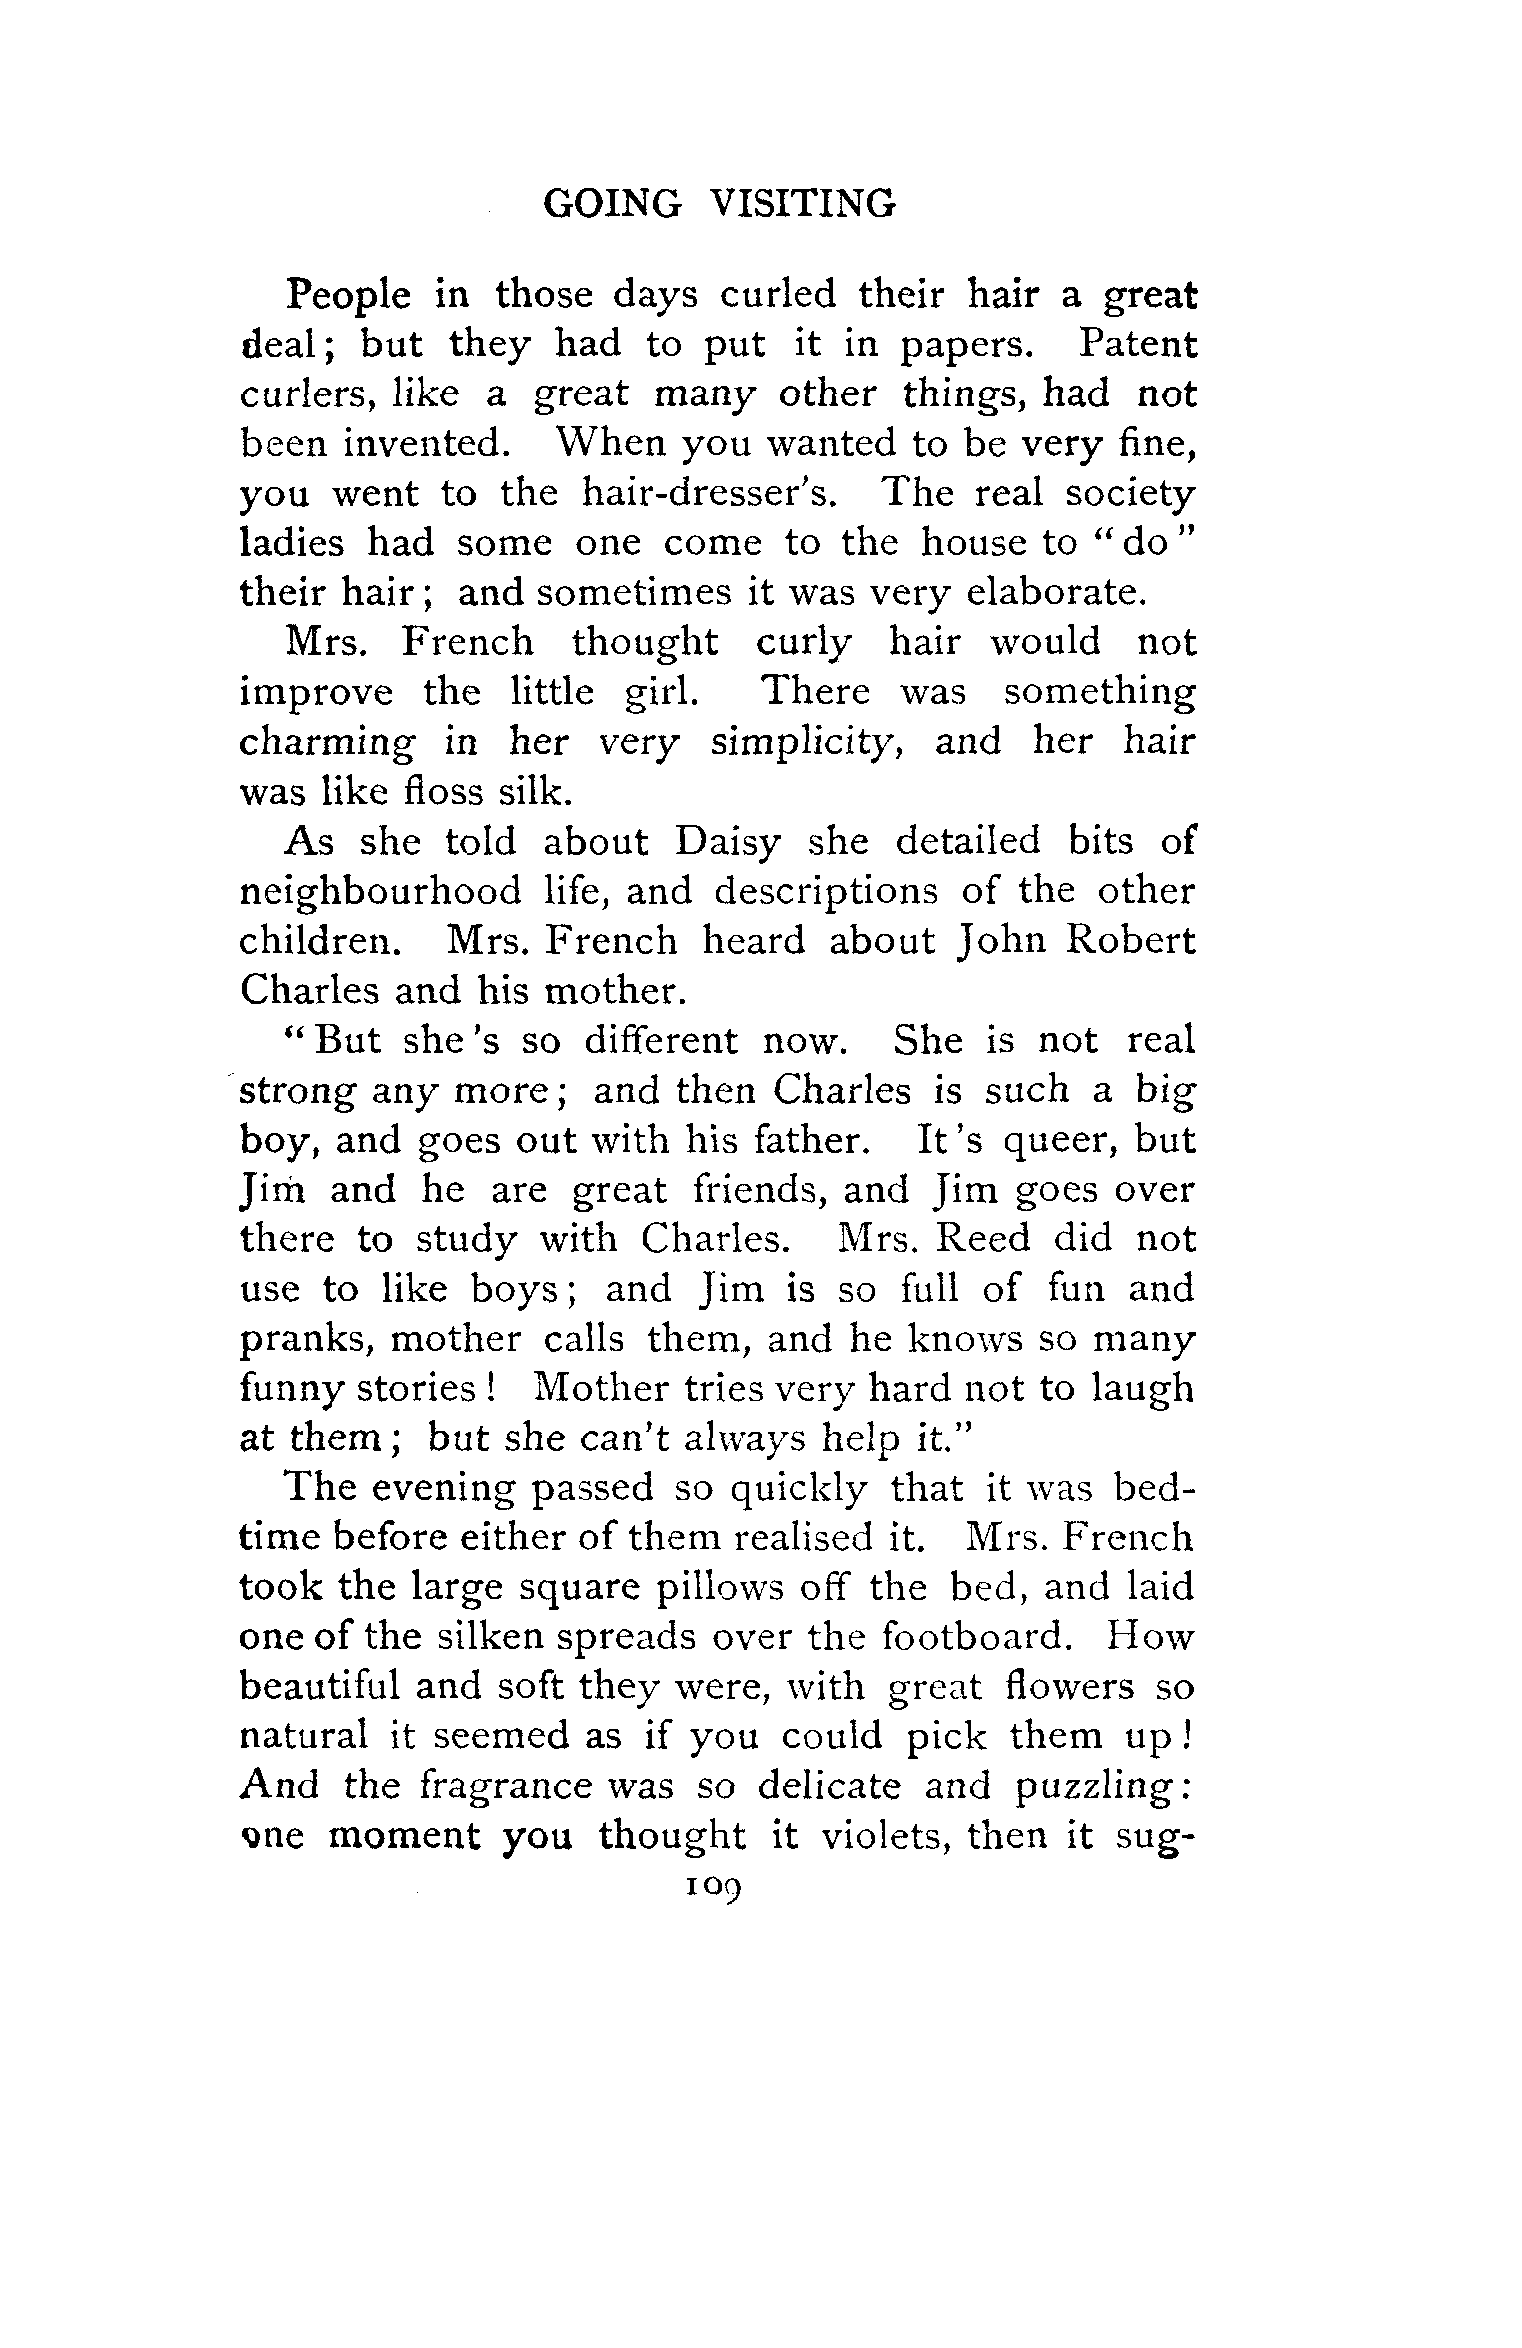 GOING VISITING
People in those days curled their hair a great
deal; but they had to put it in papers. Patent
curlers, like a great many other things, had not
been invented. When you wanted to be very fine,
you went to the hair-dresser's. The real society
ladies had some one come to the house to "do"
their hair; and sometimes it was very elaborate.
Mrs. French thought curly hair would not
improve the little girl. There was something
charming in her very simplicity, and her hair
was like floss silk.
As she told about Daisy she detailed bits of
neighbourhood life, and descriptions of the other
children. Mrs. French heard about John Robert
Charles and his mother.
"But she's so different now. She is not real
strong any more; and then Charles is such a big
boy, and goes out with his father. It's queer, but
Jim and he are great friends, and Jim goes over
there to study with Charles. Mrs. Reed did not
use to like boys; and Jim is so full of fun and
pranks, mother calls them, and he knows so many
funny stories! Mother tries very hard not to laugh
at them; but she can't always help it."
The evening passed so quickly that it was bed-
time before either of them realised it. Mrs. French
took the large square pillows off the bed, and laid
one of the silken spreads over the footboard. How
beautiful and soft they were, with great flowers so
natural it seemed as if you could pick them up!
And the fragrance was so delicate and puzzling:
one moment you thought it violets, then it sug-
109